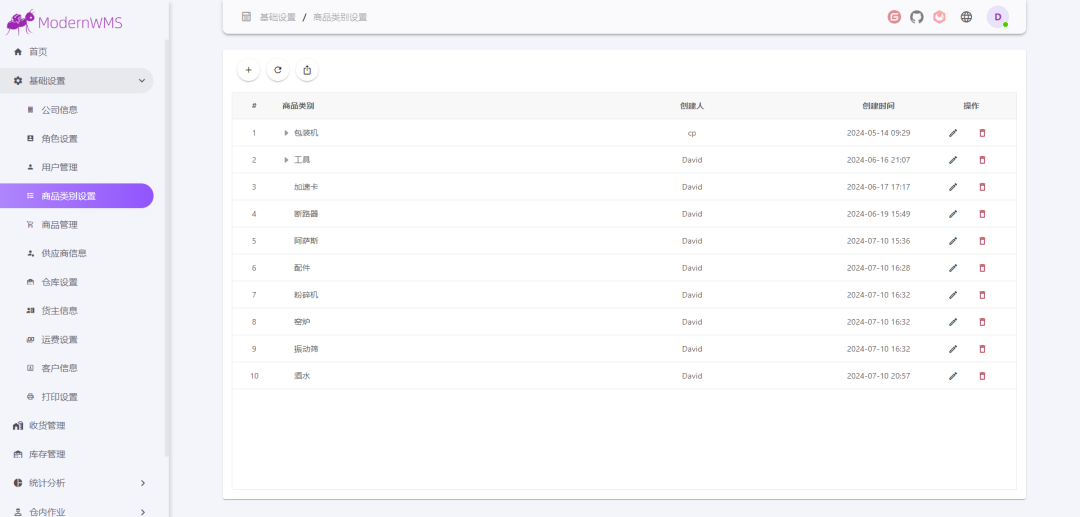 ModernWMS
首页
基础设置
公司信息
角色设置
用户管理
商品类别设置
商品管理
供应商信息
仓库设置
货主信息
运费设置
客户信息
打印设置
收货管理
库存管理
统计分析
仓内作业
基础设置 / 商品类别设置
D
# 商品类别 创建人 创建时间 操作
1 包装机 cp 2024-05-14 09:29
2 工具 David 2024-06-16 21:07
3 加速卡 David 2024-06-17 17:17
4 断路器 David 2024-06-19 15:49
5 阿萨斯 David 2024-07-10 15:36
6 配件 David 2024-07-10 16:28
7 粉碎机 David 2024-07-10 16:32
8 窑炉 David 2024-07-10 16:32
9 振动筛 David 2024-07-10 16:32
10 酒水 David 2024-07-10 20:57